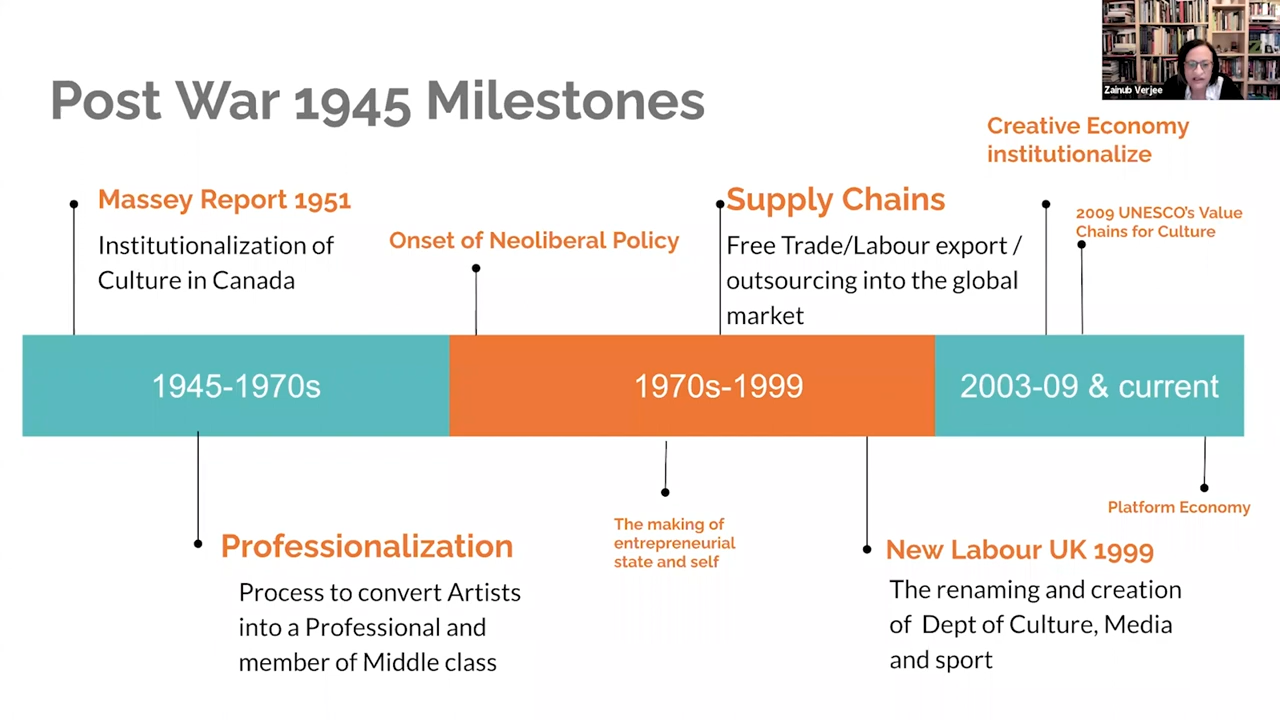 Zainub Verjee
Post War 1945 Milestones
Creative Economy
institutionalize
Massey Report 1951
Institutionalization of
Culture in Canada
Onset of Neoliberal Policy
Supply Chains
Free Trade/Labour export /
outsourcing into the global
market
2009 UNESCO's Value
Chains for Culture
1945-1970s
1970s-1999
2003-09 & current
Professionalization
Process to convert Artists
into a Professional and
member of Middle class
The making of
entrepreneurial
state and self
New Labour UK 1999
The renaming and creation
of Dept of Culture, Media
and sport
Platform Economy